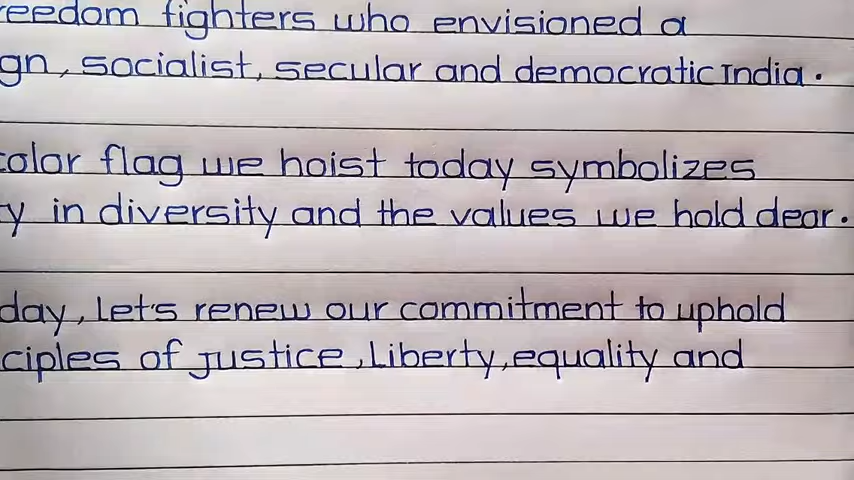 reedom fighters who envisioned a
gn, socialist, secular and democratic India.
color flag we hoist today symbolizes
ty in diversity and the values we hold dear.
day, Let's renew our commitment to uphold
ciples of justice, Liberty, equality and